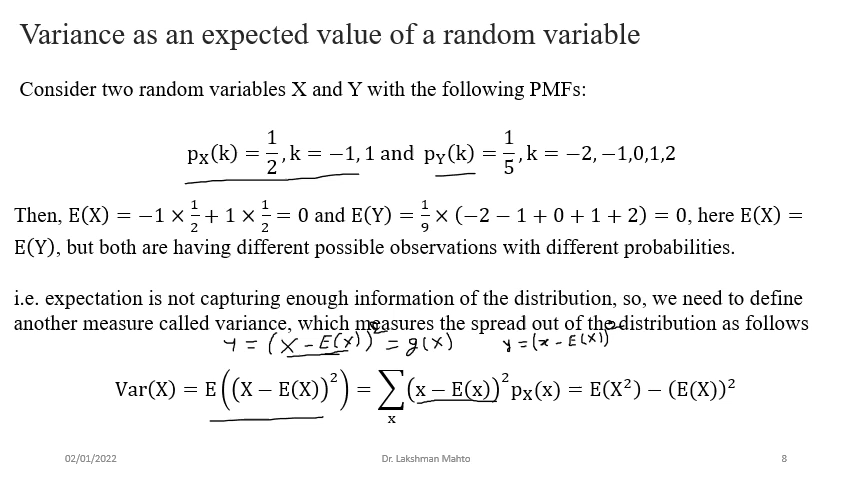 Variance as an expected value of a random variable
Consider two random variables X and Y with the following PMFs:
p_X(k) = 1/2, k = −1, 1 and p_Y(k) = 1/5, k = −2, −1,0,1,2
Then, E(X) = −1 × 1/2 + 1 × 1/2 = 0 and E(Y) = 1/9 × (−2 − 1 + 0 + 1 + 2) = 0, here E(X) =
E(Y), but both are having different possible observations with different probabilities.
i.e. expectation is not capturing enough information of the distribution, so, we need to define
another measure called variance, which measures the spread out of the distribution as follows
Y = (X − E(X))² = g(X) y = (x − E(X))²
Var(X) = E((X − E(X))²) = ∑_x (x − E(x))² p_X(x) = E(X²) − (E(X))²
02/01/2022 Dr. Lakshman Mahto 8